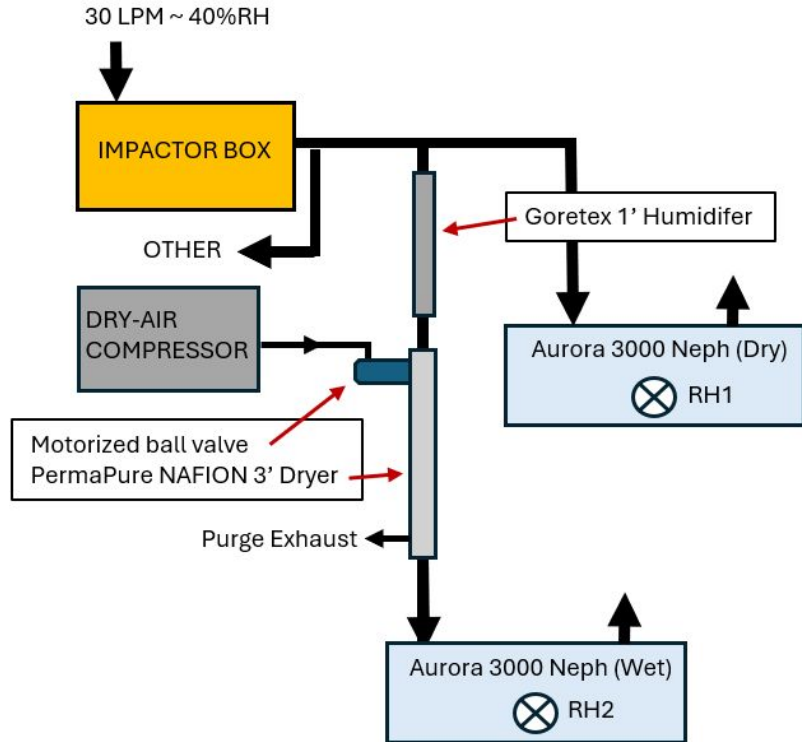 30 LPM ~ 40%RH
IMPACTOR BOX
Goretex 1’ Humidifer
OTHER
DRY-AIR
COMPRESSOR
Aurora 3000 Neph (Dry)
RH1
Motorized ball valve
PermaPure NAFION 3’ Dryer
Purge Exhaust
Aurora 3000 Neph (Wet)
RH2